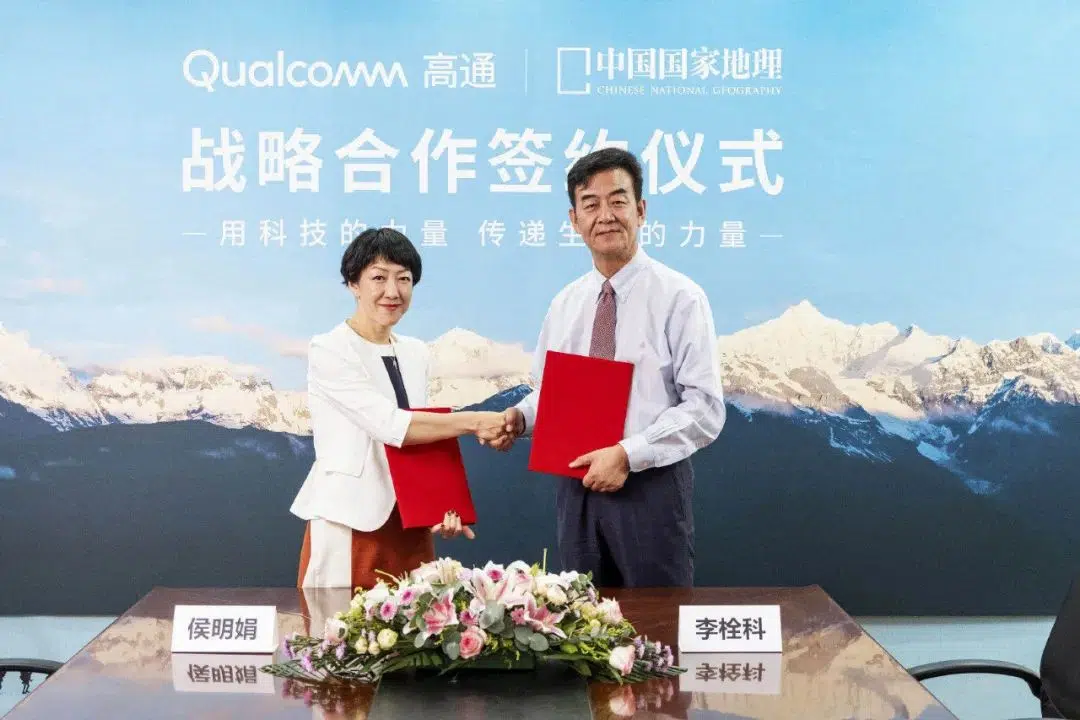 Qualcomm 高通 中国国家地理
CHINESE NATIONAL GEOGRAPHY
战略合作签约仪式
用科技的力量 传递生 的力量
侯明娟
李栓科